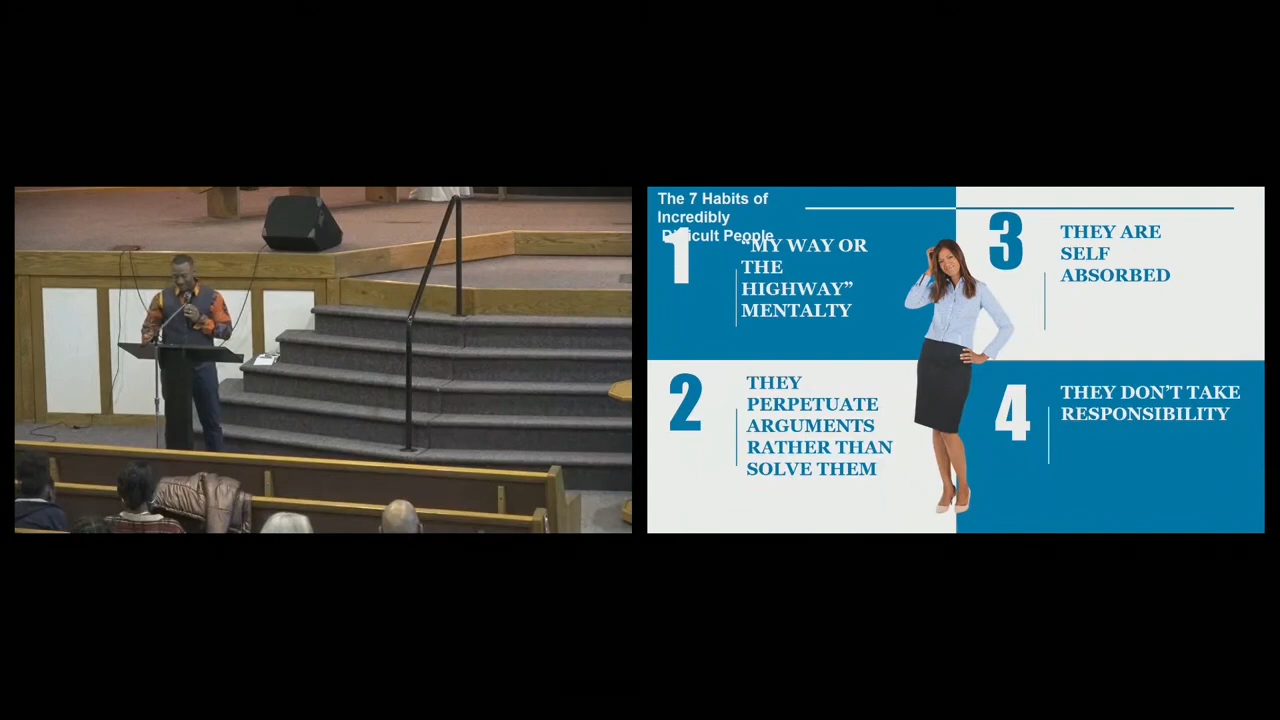 The 7 Habits of
Incredibly
Difficult People
1
"MY WAY OR
THE
HIGHWAY”
MENTALTY
2
THEY
PERPETUATE
ARGUMENTS
RATHER THAN
SOLVE THEM
3
THEY ARE
SELF
ABSORBED
4
THEY DON’T TAKE
RESPONSIBILITY